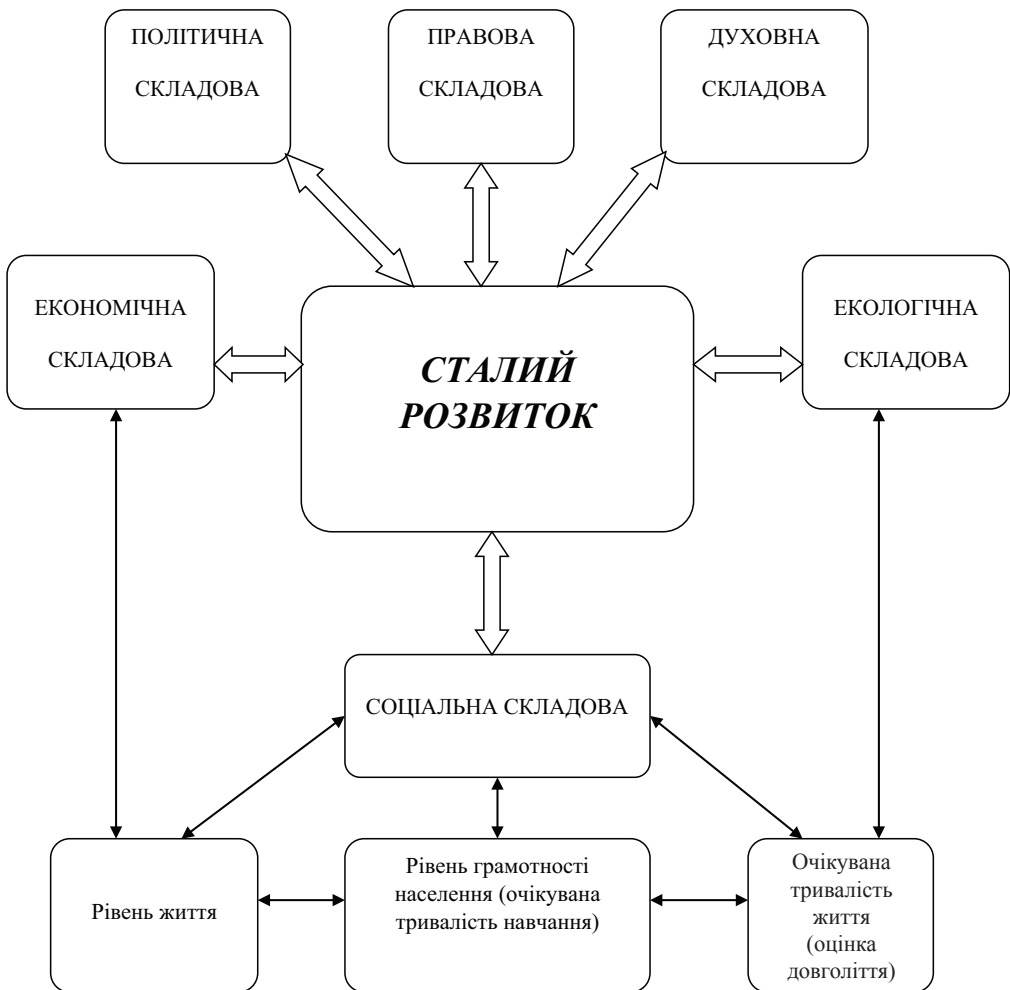 ПОЛІТИЧНА
СКЛАДОВА
ПРАВОВА
СКЛАДОВА
ДУХОВНА
СКЛАДОВА
ЕКОНОМІЧНА
СКЛАДОВА
СТАЛИЙ
РОЗВИТОК
ЕКОЛОГІЧНА
СКЛАДОВА
СОЦІАЛЬНА СКЛАДОВА
Рівень життя
Рівень грамотності
населення (очікувана
тривалість навчання)
Очікувана
тривалість
життя
(оцінка
довголіття)